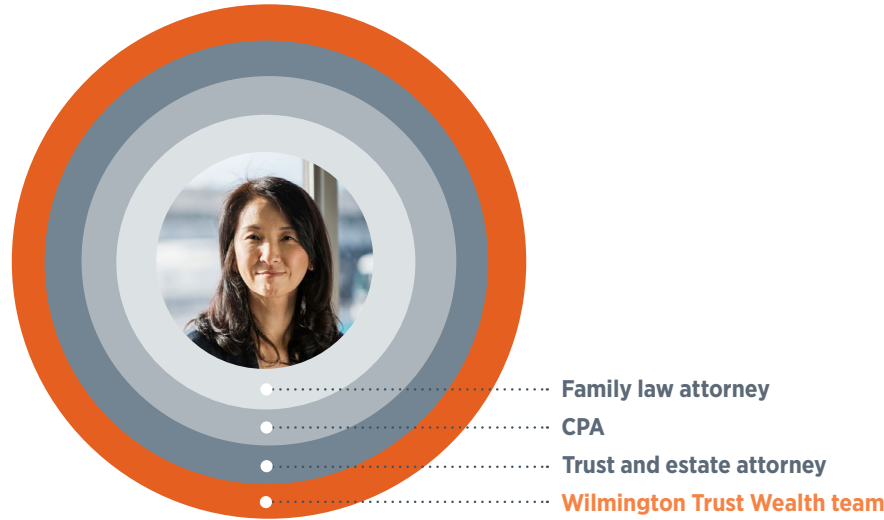 Family law attorney
CPA
Trust and estate attorney
Wilmington Trust Wealth team